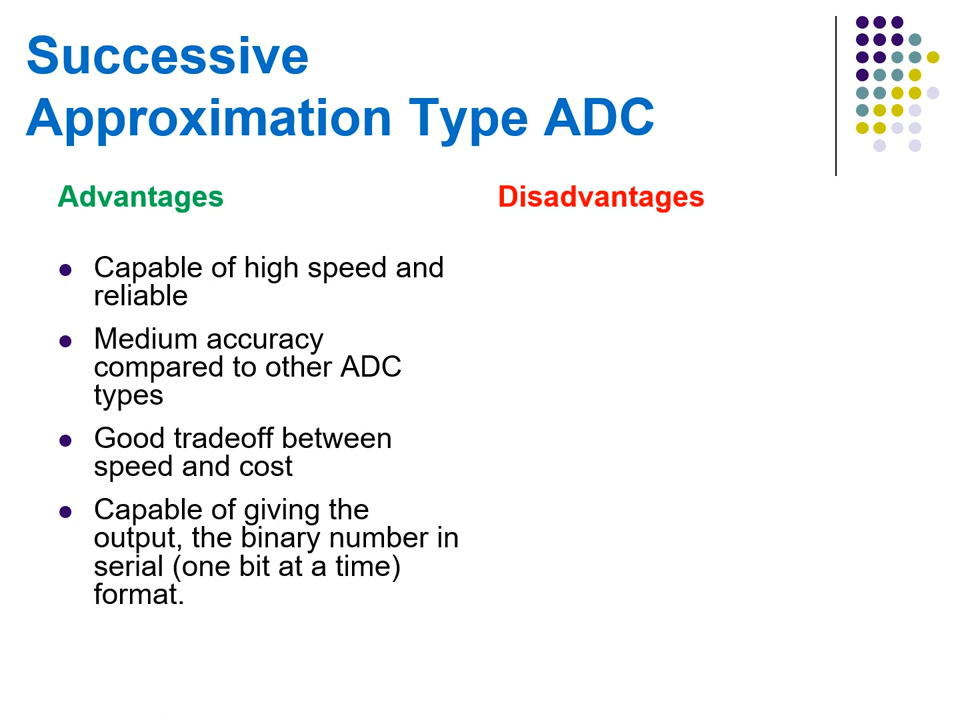 Successive
Approximation Type ADC
Advantages
Disadvantages
Capable of high speed and
reliable
Medium accuracy
compared to other ADC
types
Good tradeoff between
speed and cost
Capable of giving the
output, the binary number in
serial (one bit at a time)
format.